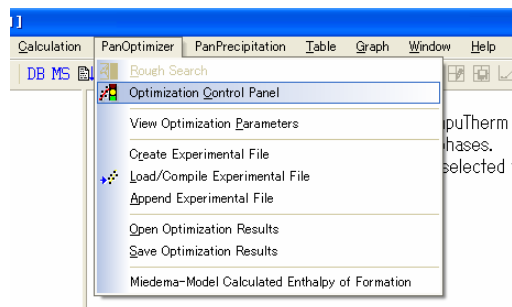 ]
Calculation PanOptimizer PanPrecipitation Table Graph Window Help
DB MS Rough Search
Optimization Control Panel
View Optimization Parameters
puTherm
Create Experimental File
hases.
Load/Compile Experimental File
selected
Append Experimental File
Open Optimization Results
Save Optimization Results
Miedema-Model Calculated Enthalpy of Formation